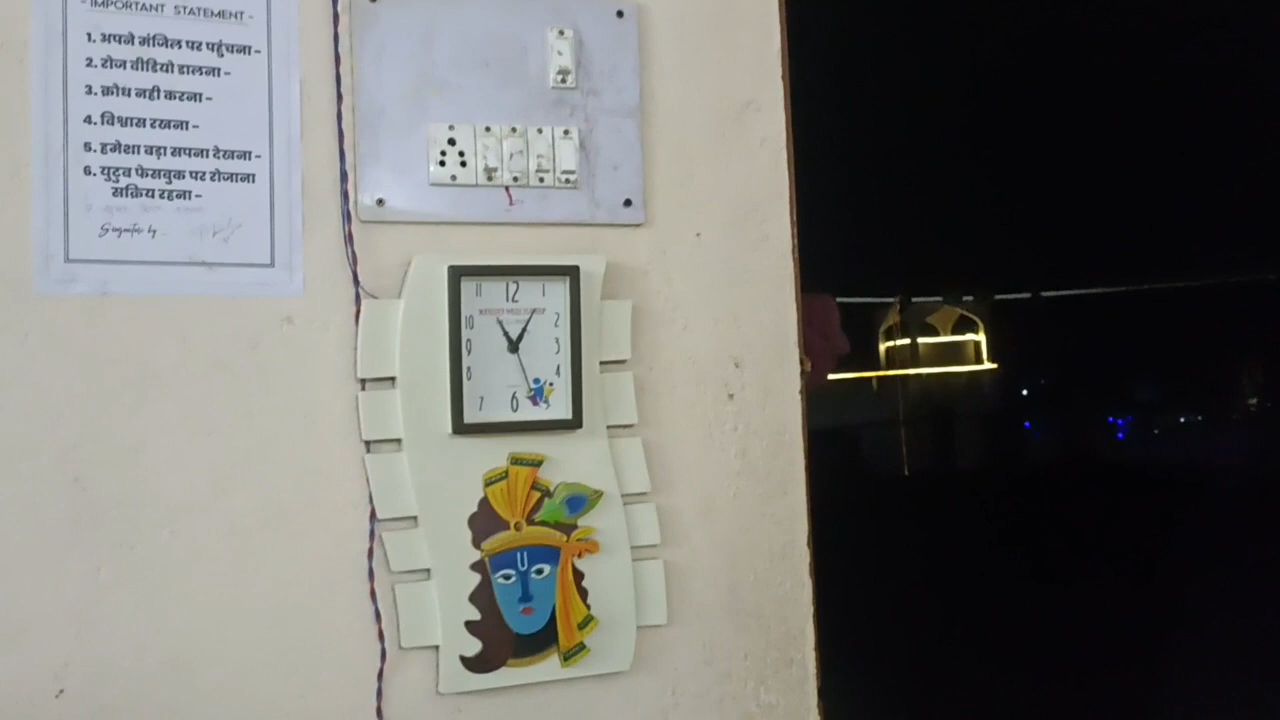 - IMPORTANT STATEMENT -
1. अपने मंजिल पर पहुंचना -
2. रोज वीडियो डालना -
3. क्रोध नही करना -
4. विश्वास रखना -
5. हमेशा बड़ा सपना देखना -
6. युटुब फेसबुक पर रोजाना
सक्रिय रहना -
11 12 1
10 2
9 3
8 4
7 6